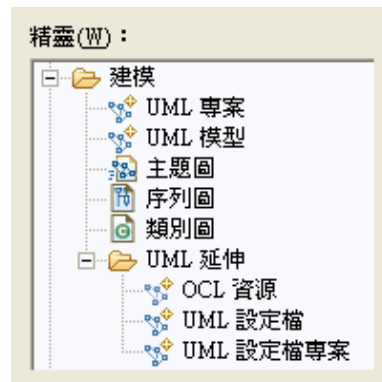 精靈(W)：
建模
UML 專案
UML 模型
主題圖
序列圖
類別圖
UML 延伸
OCL 資源
UML 設定檔
UML 設定檔專案